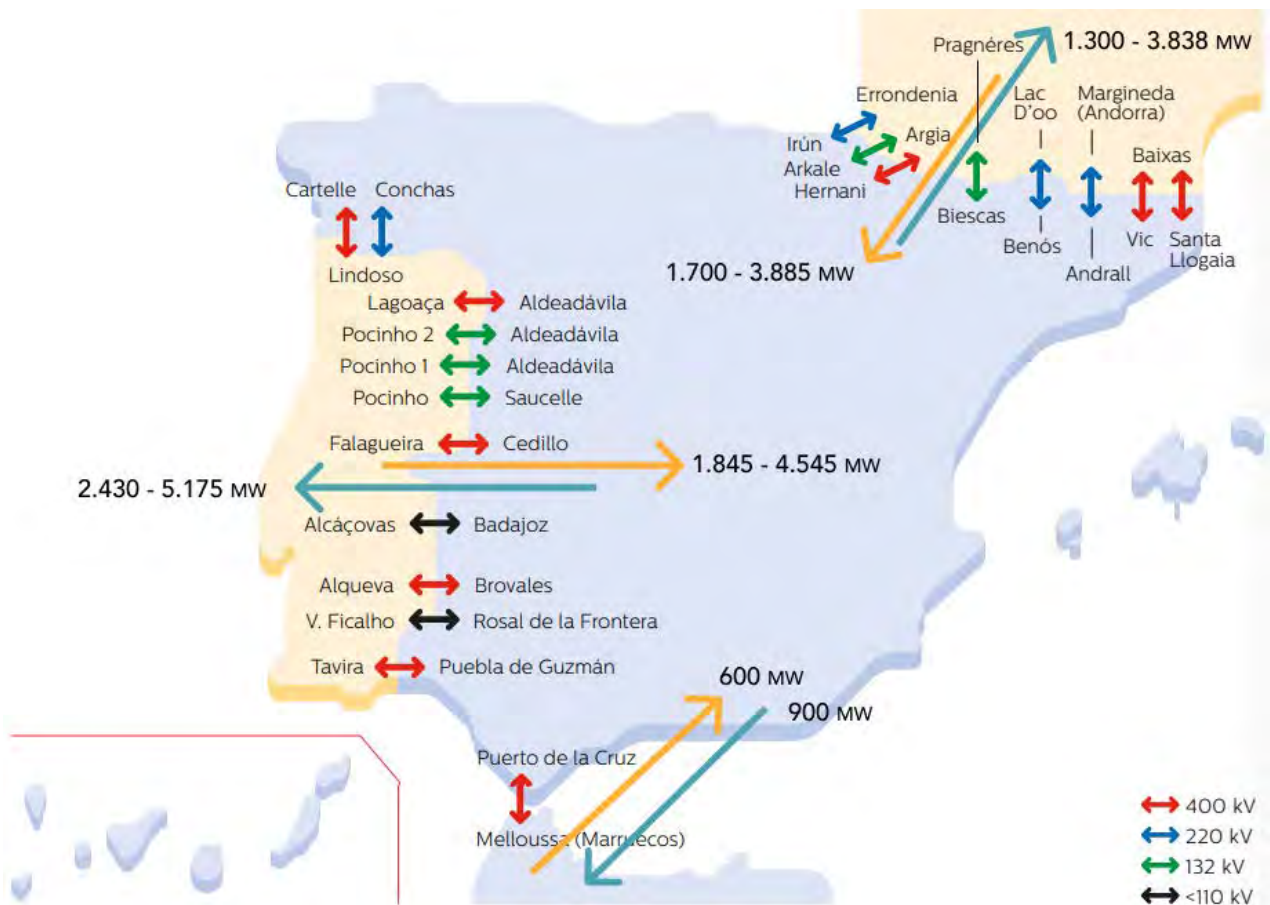 Pragnéres
1.300 - 3.838 MW
Errondenia
Lac
D'oo
Margineda
(Andorra)
Irún
Argia
Baixas
Arkale
Hernani
Biescas
Benós
Vic
Santa
Llogaia
Andrall
1.700 - 3.885 MW
Cartelle
Conchas
Lindoso
Lagoaça
Aldeadávila
Pocinho 2
Aldeadávila
Pocinho 1
Aldeadávila
Pocinho
Saucelle
Falagueira
Cedillo
1.845 - 4.545 MW
2.430 - 5.175 MW
Alcáçovas
Badajoz
Alqueva
Brovales
V. Ficalho
Rosal de la Frontera
Tavira
Puebla de Guzmán
600 MW
900 MW
Puerto de la Cruz
Melloussa (Marruecos)
400 kV
220 kV
132 kV
<110 kV